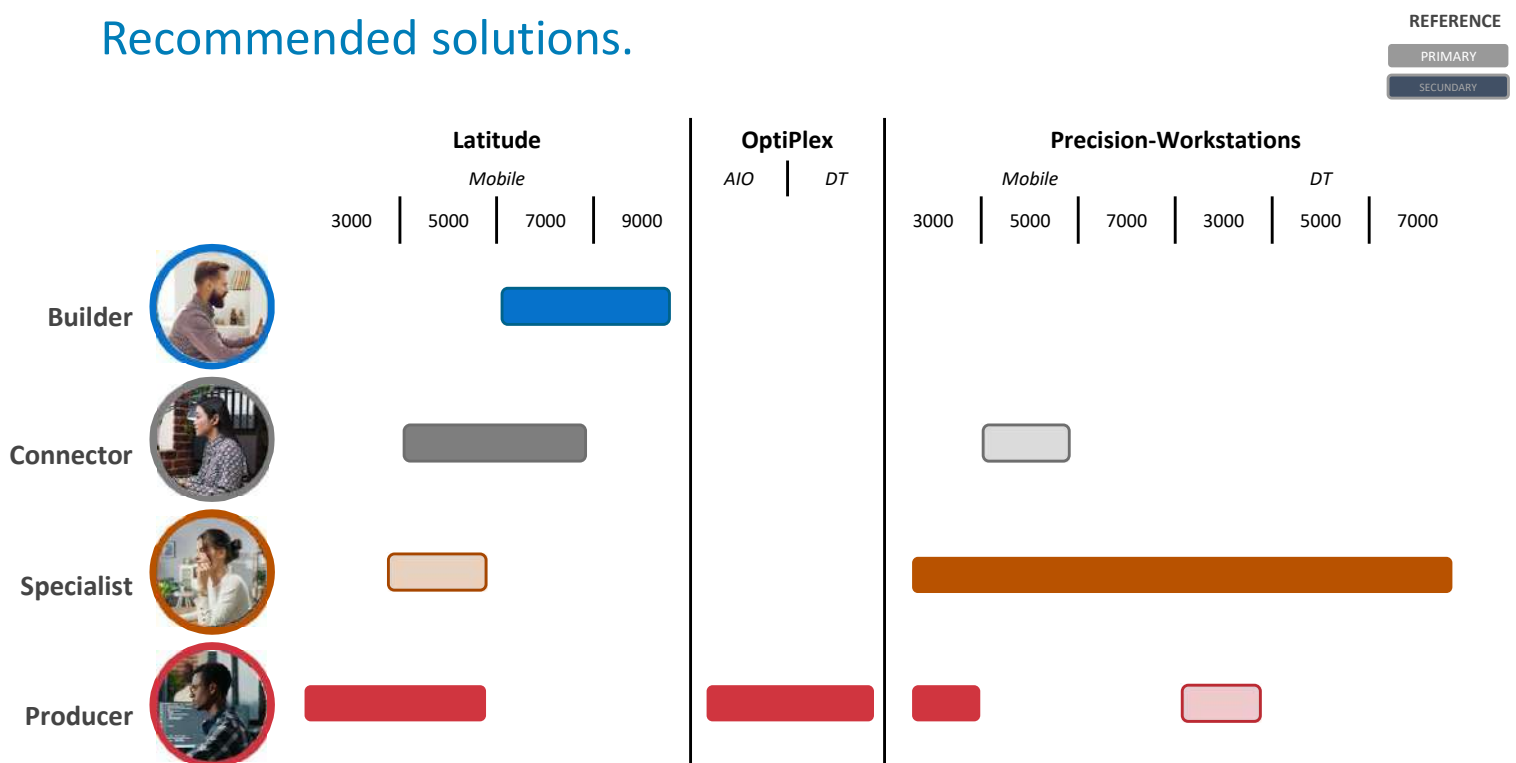 Recommended solutions.
REFERENCE
PRIMARY
SECUNDARY
Latitude OptiPlex Precision-Workstations
Mobile AIO DT Mobile DT
3000 5000 7000 9000 3000 5000 7000 3000 5000 7000
Builder
Connector
Specialist
Producer